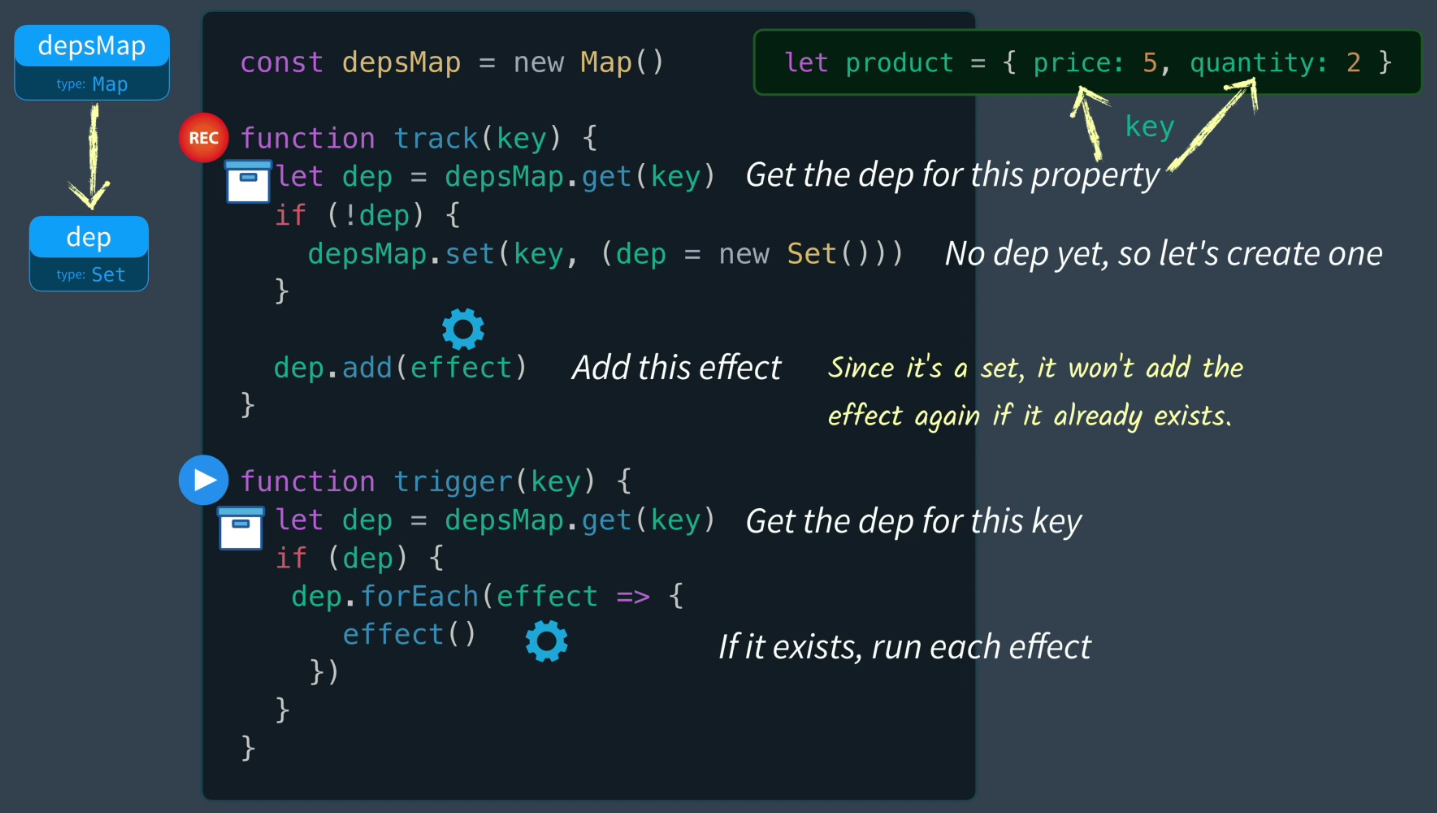 depsMap
type: Map
dep
type: Set
const depsMap = new Map()
let product = { price: 5, quantity: 2 }
key
REC
function track(key) {
let dep = depsMap.get(key)
Get the dep for this property
if (!dep) {
depsMap.set(key, (dep = new Set()))
No dep yet, so let's create one
}
dep.add(effect)
Add this effect
Since it's a set, it won't add the
effect again if it already exists.
}
function trigger(key) {
let dep = depsMap.get(key)
Get the dep for this key
if (dep) {
dep.forEach(effect => {
effect()
If it exists, run each effect
})
}
}